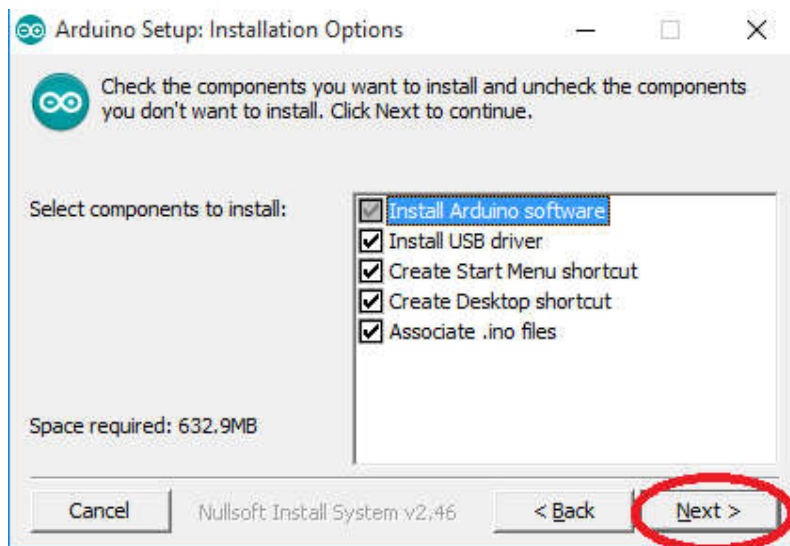 Arduino Setup: Installation Options
Check the components you want to install and uncheck the components
you don't want to install. Click Next to continue.
Select components to install:
Install Arduino software
Install USB driver
Create Start Menu shortcut
Create Desktop shortcut
Associate .ino files
Space required: 632.9MB
Cancel
Nullsoft Install System v2.46
< Back
Next >